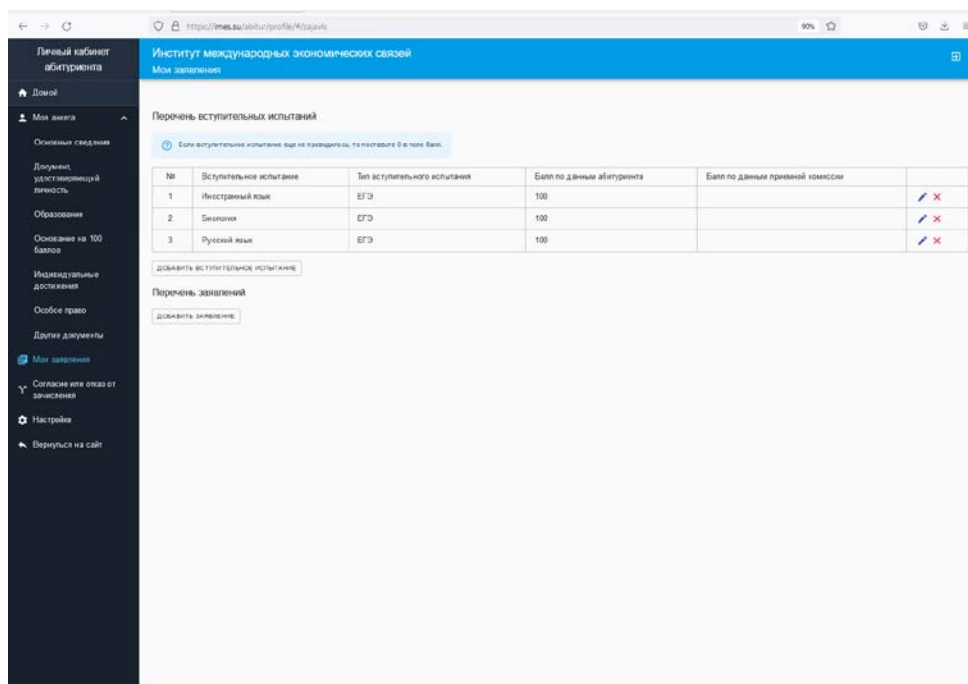 https://imes.su/abitur/profile/#/zajavls
90%
Личный кабинет
абитуриента
Институт международных экономических связей
Мои заявления
Домой
Моя анкета
Основные сведения
Документ,
удостоверяющий
личность
Образование
Основание на 100
баллов
Индивидуальные
достижения
Особое право
Другие документы
Мои заявления
Согласие или отказ от
зачисления
Настройка
Вернуться на сайт
Перечень вступительных испытаний
Если вступительное испытание еще не проводилось, то поставьте 0 в поле балл.
№ Вступительное испытание Тип вступительного испытания Балл по данным абитуриента Балл по данным приемной комиссии
1 Иностранный язык ЕГЭ 100
2 Биология ЕГЭ 100
3 Русский язык ЕГЭ 100
ДОБАВИТЬ ВСТУПИТЕЛЬНОЕ ИСПЫТАНИЕ
Перечень заявлений
ДОБАВИТЬ ЗАЯВЛЕНИЕ